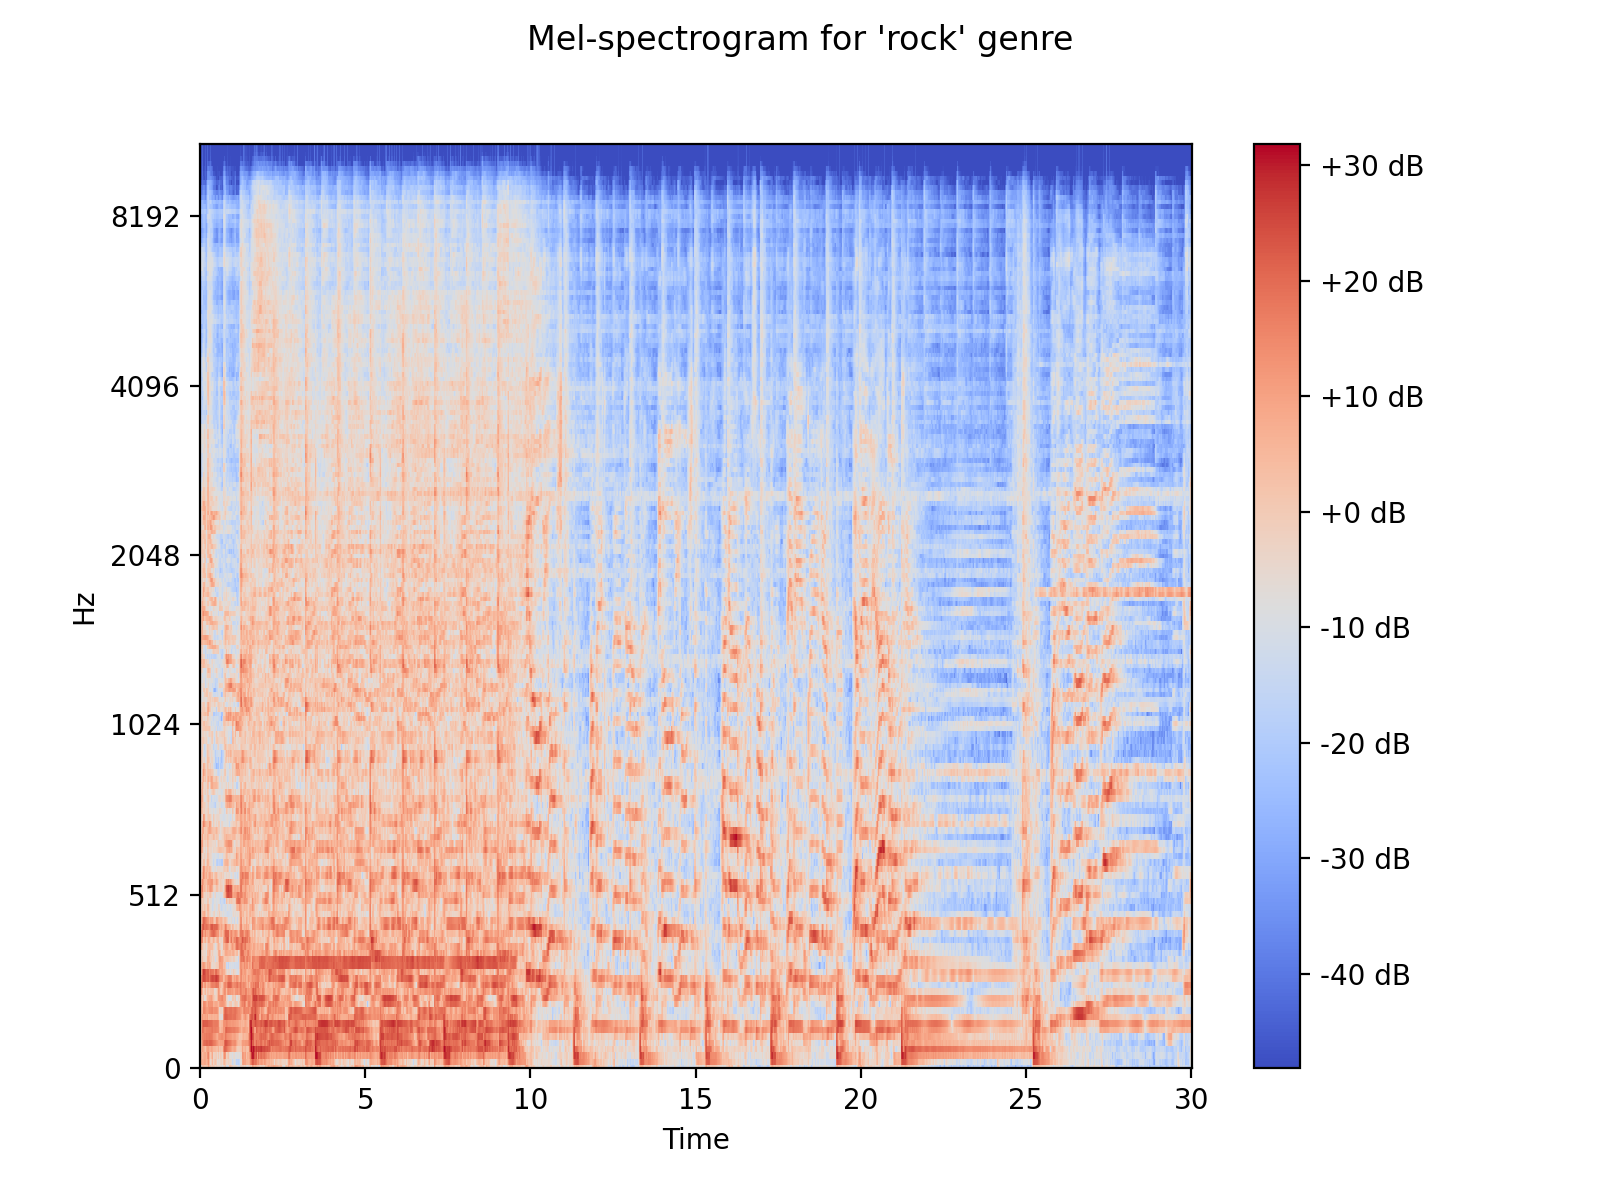 Mel-spectrogram for 'rock' genre
Hz
8192
4096
2048
1024
512
0
0 5 10 15 20 25 30
Time
+30 dB
+20 dB
+10 dB
+0 dB
-10 dB
-20 dB
-30 dB
-40 dB